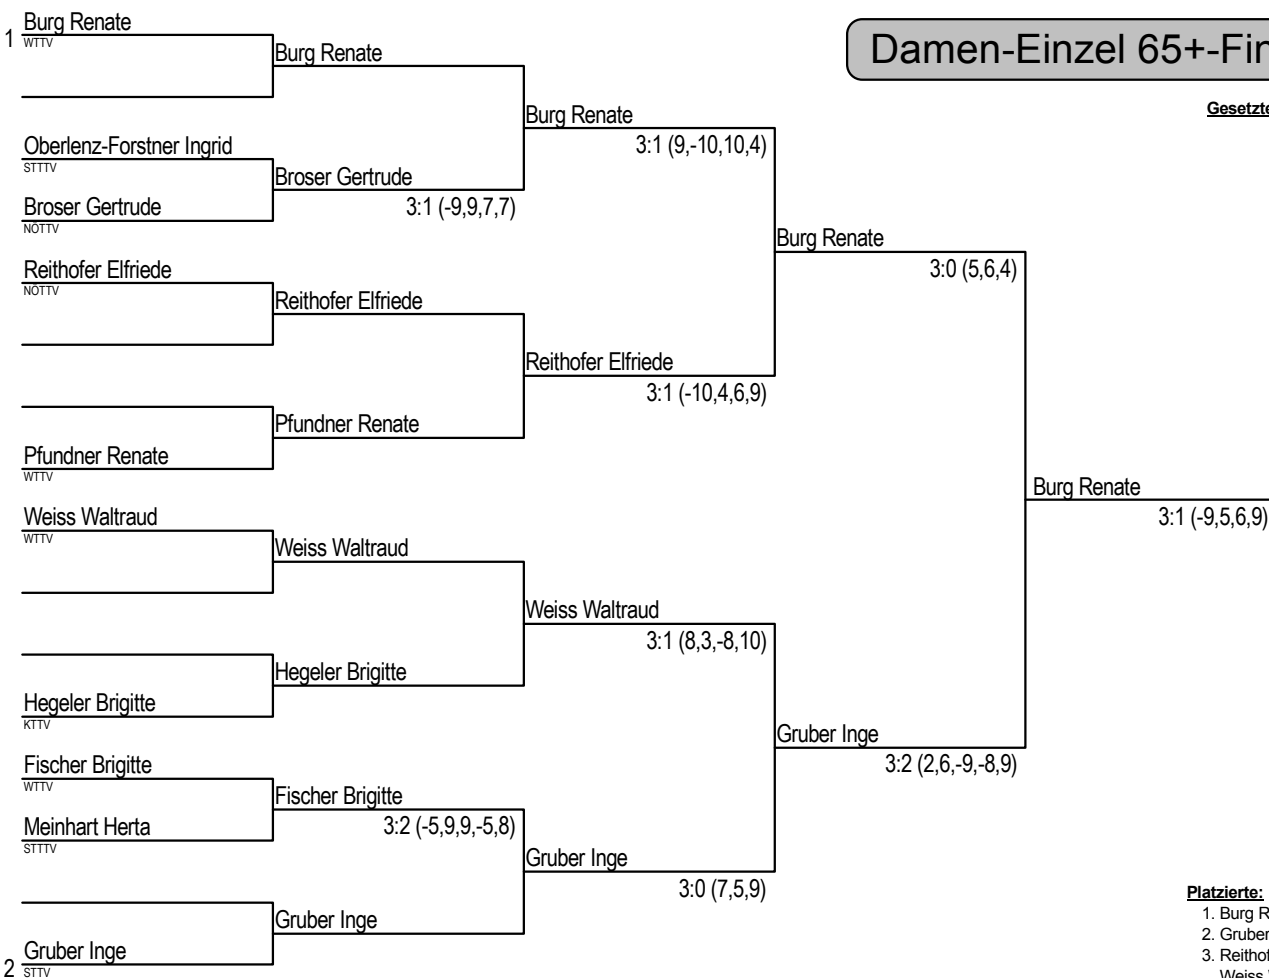 Damen-Einzel 65+-Fin
Gesetzte
1 Burg Renate
WTTV
Oberlenz-Forstner Ingrid
STTTV
Broser Gertrude
NÖTTV
Reithofer Elfriede
NÖTTV
Pfundner Renate
WTTV
Weiss Waltraud
WTTV
Hegeler Brigitte
KTTV
Fischer Brigitte
WTTV
Meinhart Herta
STTTV
2 Gruber Inge
STTV
Burg Renate
Broser Gertrude
3:1 (-9,9,7,7)
Reithofer Elfriede
Pfundner Renate
Weiss Waltraud
Hegeler Brigitte
Fischer Brigitte
3:2 (-5,9,9,-5,8)
Gruber Inge
Burg Renate
3:1 (9,-10,10,4)
Reithofer Elfriede
3:1 (-10,4,6,9)
Weiss Waltraud
3:1 (8,3,-8,10)
Gruber Inge
3:0 (7,5,9)
Burg Renate
3:0 (5,6,4)
Gruber Inge
3:2 (2,6,-9,-8,9)
Burg Renate
3:1 (-9,5,6,9)
Platzierte:
1. Burg R
2. Gruber
3. Reithof
Weiss